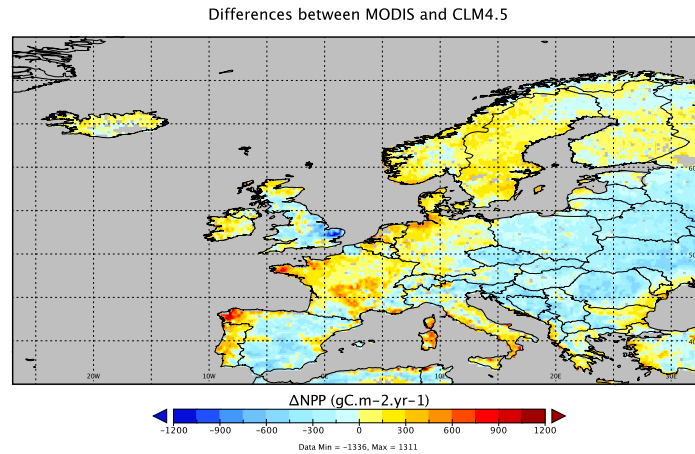 Differences between MODIS and CLM4.5
60
50
40
20W
10W
0E
10E
20E
30E
ΔNPP (gC.m-2.yr-1)
-1200 -900 -600 -300 0 300 600 900 1200
Data Min = -1336, Max = 1311